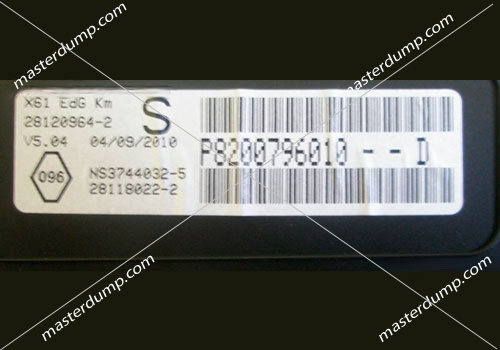 masterdump.com
masterdump.com
X61 EdG Km
S
28120964-2
V5.04 04/09/2010
P8200796010 -- D
096
NS3744032-5
28118022-2
masterdump.com
masterdump.com